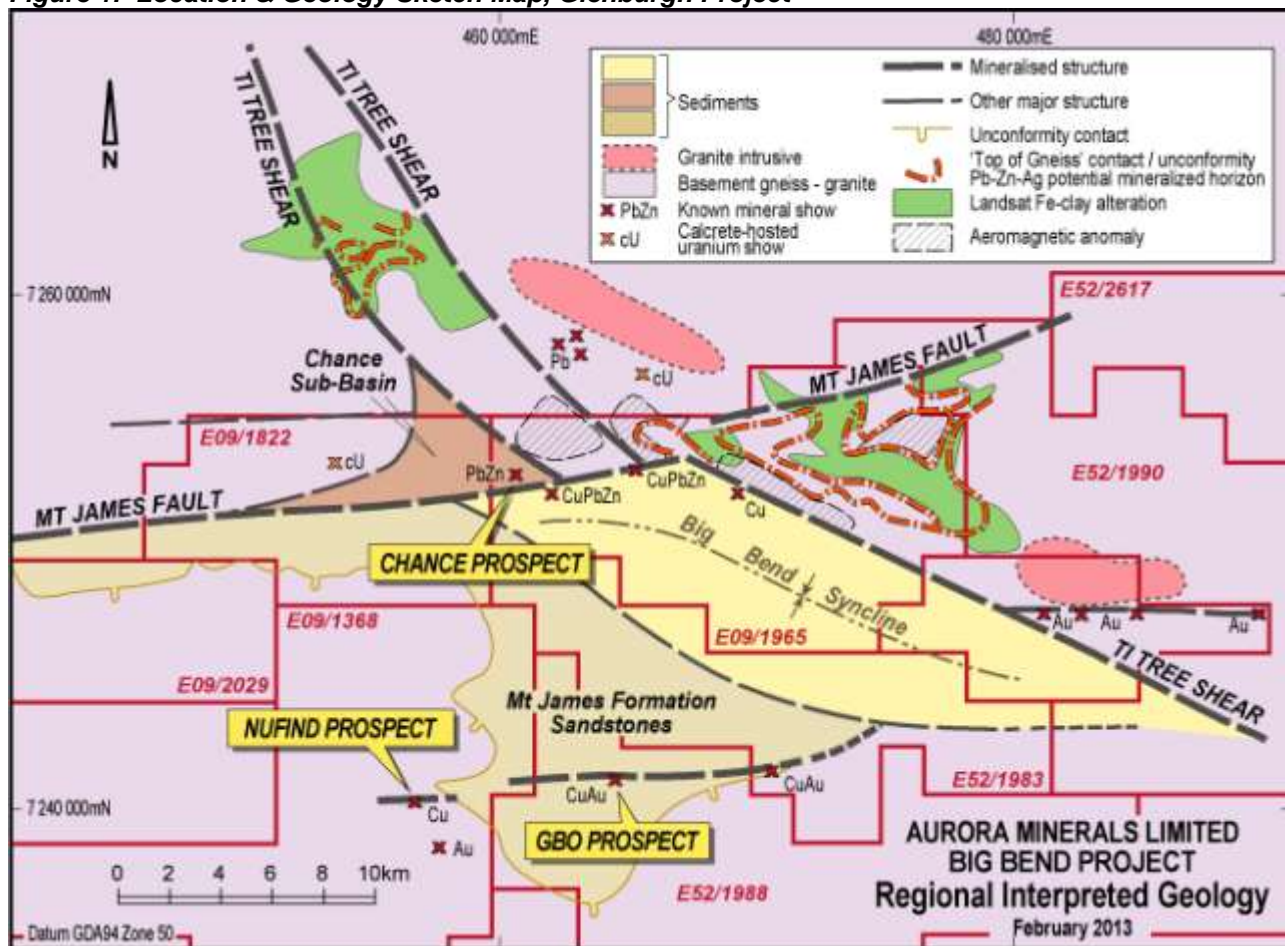 Figure 1: Location & Geology Sketch Map, Glenburgh Project
460 000mE
480 000mE
Sediments
Granite intrusive
Basement gneiss - granite
PbZn Known mineral show
cU Calcrete-hosted
uranium show
Mineralised structure
Other major structure
Unconformity contact
'Top of Gneiss' contact / unconformity
Pb-Zn-Ag potential mineralized horizon
Landsat Fe-clay alteration
Aeromagnetic anomaly
N
TI TREE SHEAR
TI TREE SHEAR
7 260 000mN
E52/2617
MT JAMES FAULT
Pb
cU
Chance
Sub-Basin
E09/1822
cU
PbZn
CuPbZn
CuPbZn
Cu
E52/1990
MT JAMES FAULT
CHANCE PROSPECT
Big Bend Syncline
E09/1368
E09/1965
Au
Au
Au
TI TREE SHEAR
E09/2029
Mt James Formation
Sandstones
NUFIND PROSPECT
E52/1983
CuAu
CuAu
7 240 000mN
Cu
Au
GBO PROSPECT
0 2 4 6 8 10km
E52/1988
AURORA MINERALS LIMITED
BIG BEND PROJECT
Regional Interpreted Geology
February 2013
Datum GDA94 Zone 50